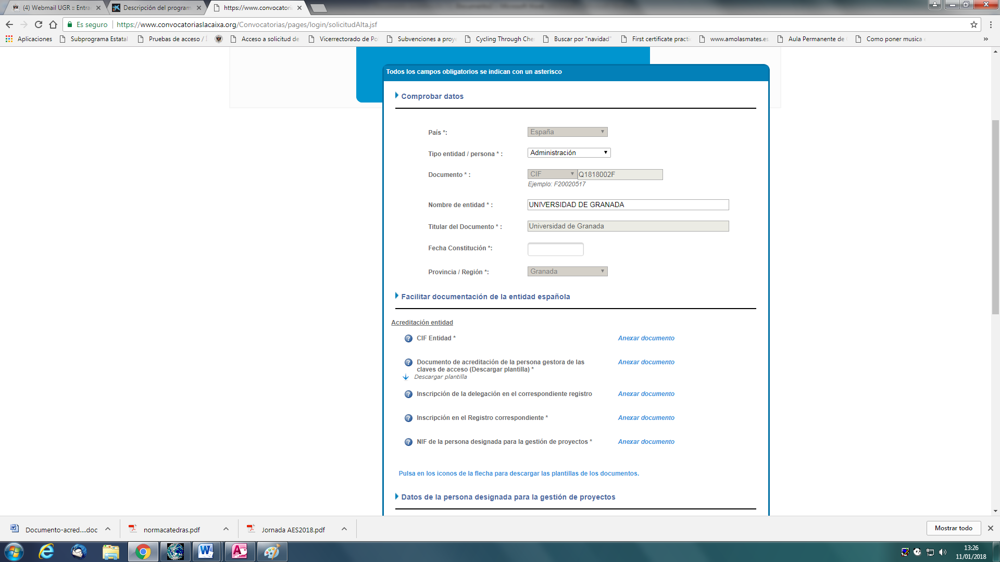 (4) Webmail UGR :: Entra
Descripción del program
https://www.convocatori
Es seguro
https://www.convocatoriaslacaixa.org/Convocatorias/pages/login/solicitudAlta.jsf
Aplicaciones
Subprograma Estatal
Pruebas de acceso /
Acceso a solicitud de
Vicerrectorado de Po
Subvenciones a proye
Cycling Through Che
Buscar por "navidad"
First certificate practi
www.amolasmates.es
Aula Permanente de
Como poner musica
»
Todos los campos obligatorios se indican con un asterisco
Comprobar datos
País *:
España
Tipo entidad / persona * :
Administración
Documento * :
CIF
Q1818002F
Ejemplo: F20020517
Nombre de entidad * :
UNIVERSIDAD DE GRANADA
Titular del Documento * :
Universidad de Granada
Fecha Constitución *:
Provincia / Región *:
Granada
Facilitar documentación de la entidad española
Acreditación entidad
CIF Entidad *
Anexar documento
Documento de acreditación de la persona gestora de las
claves de acceso (Descargar plantilla) *
Anexar documento
Descargar plantilla
Inscripción de la delegación en el correspondiente registro
Anexar documento
Inscripción en el Registro correspondiente *
Anexar documento
NIF de la persona designada para la gestión de proyectos *
Anexar documento
Pulsa en los iconos de la flecha para descargar las plantillas de los documentos.
Datos de la persona designada para la gestión de proyectos
Documento-acred....doc
normacatedras.pdf
Jornada AES2018.pdf
Mostrar todo
13:26
11/01/2018